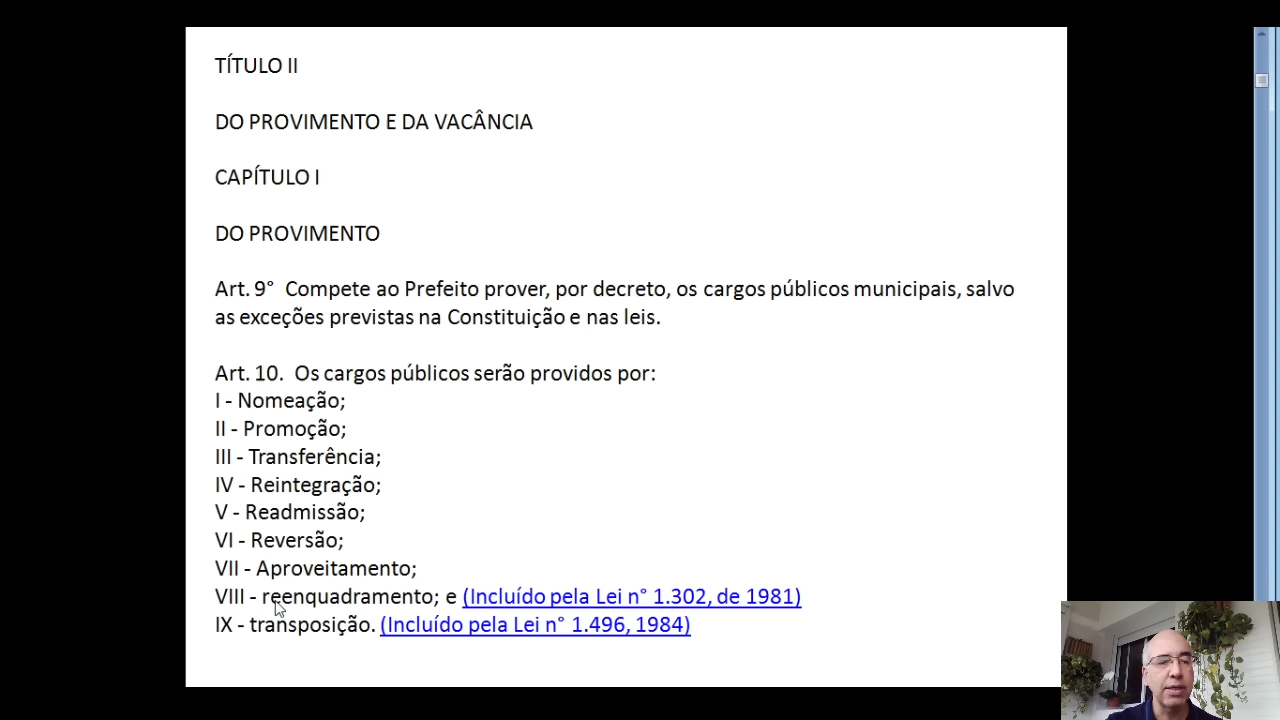 TÍTULO II
DO PROVIMENTO E DA VACÂNCIA
CAPÍTULO I
DO PROVIMENTO
Art. 9° Compete ao Prefeito prover, por decreto, os cargos públicos municipais, salvo
as exceções previstas na Constituição e nas leis.
Art. 10. Os cargos públicos serão providos por:
I - Nomeação;
II - Promoção;
III - Transferência;
IV - Reintegração;
V - Readmissão;
VI - Reversão;
VII - Aproveitamento;
VIII - reenquadramento; e (Incluído pela Lei n° 1.302, de 1981)
IX - transposição. (Incluído pela Lei n° 1.496, 1984)